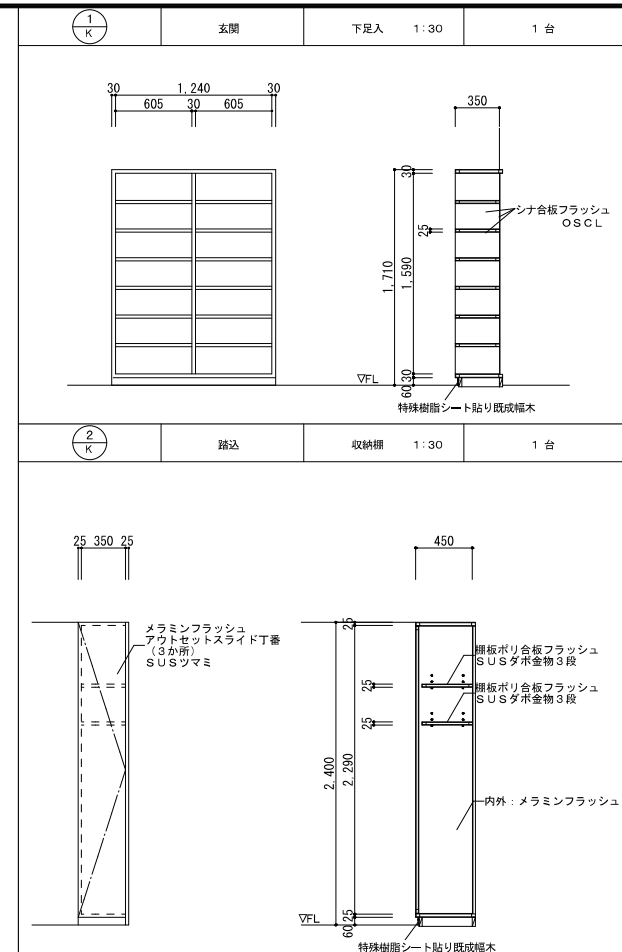 1
K
玄関
下足入 1:30
1 台
30 1,240 30
605 30 605
350
30
シナ合板フラッシュ
OSCL
25
1,710
1,590
▽FL
60 30
特殊樹脂シート貼り既成幅木
2
K
踏込
収納棚 1:30
1 台
25 350 25
450
25
メラミンフラッシュ
アウトセットスライド丁番
(3か所)
SUSツマミ
棚板ポリ合板フラッシュ
SUSダボ金物3段
25
棚板ポリ合板フラッシュ
SUSダボ金物3段
25
2,400
2,290
内外:メラミンフラッシュ
▽FL
60 25
特殊樹脂シート貼り既成幅木